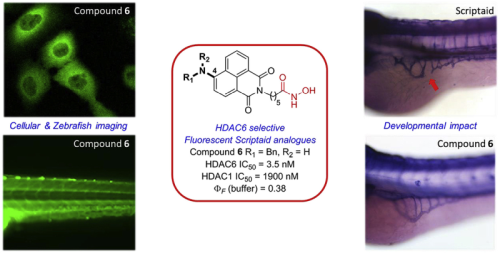 Compound 6
Cellular & Zebrafish imaging
Compound 6
R2
N
R1
4
O
N
O
O
5
N
H
OH
HDAC6 selective
Fluorescent Scriptaid analogues
Compound 6 R1 = Bn, R2 = H
HDAC6 IC50 = 3.5 nM
HDAC1 IC50 = 1900 nM
ΦF (buffer) = 0.38
Scriptaid
Developmental impact
Compound 6